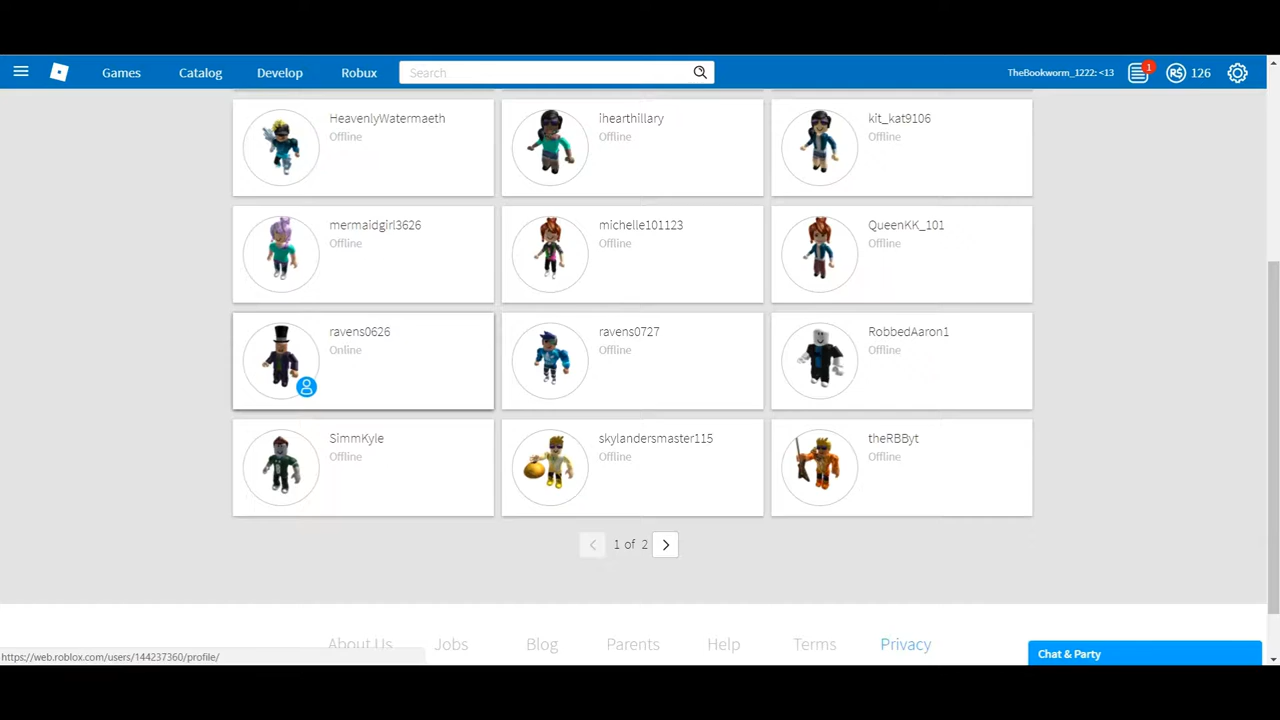 Games Catalog Develop Robux Search TheBookworm_1222: <13 1 R$ 126
HeavenlyWatermaeth ihearthillary kit_kat9106
Offline Offline Offline
mermaidgirl3626 michelle101123 QueenKK_101
Offline Offline Offline
ravens0626 ravens0727 RobbedAaron1
Online Offline Offline
SimmKyle skylandersmaster115 theRBByt
Offline Offline Offline
1 of 2
About Us Jobs Blog Parents Help Terms Privacy
Chat & Party
https://web.roblox.com/users/144237360/profile/